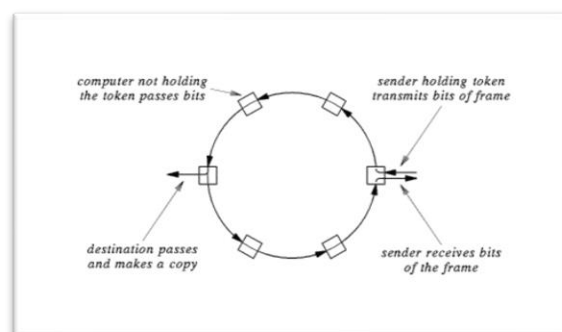 computer not holding
the token passes bits
sender holding token
transmits bits of frame
destination passes
and makes a copy
sender receives bits
of the frame